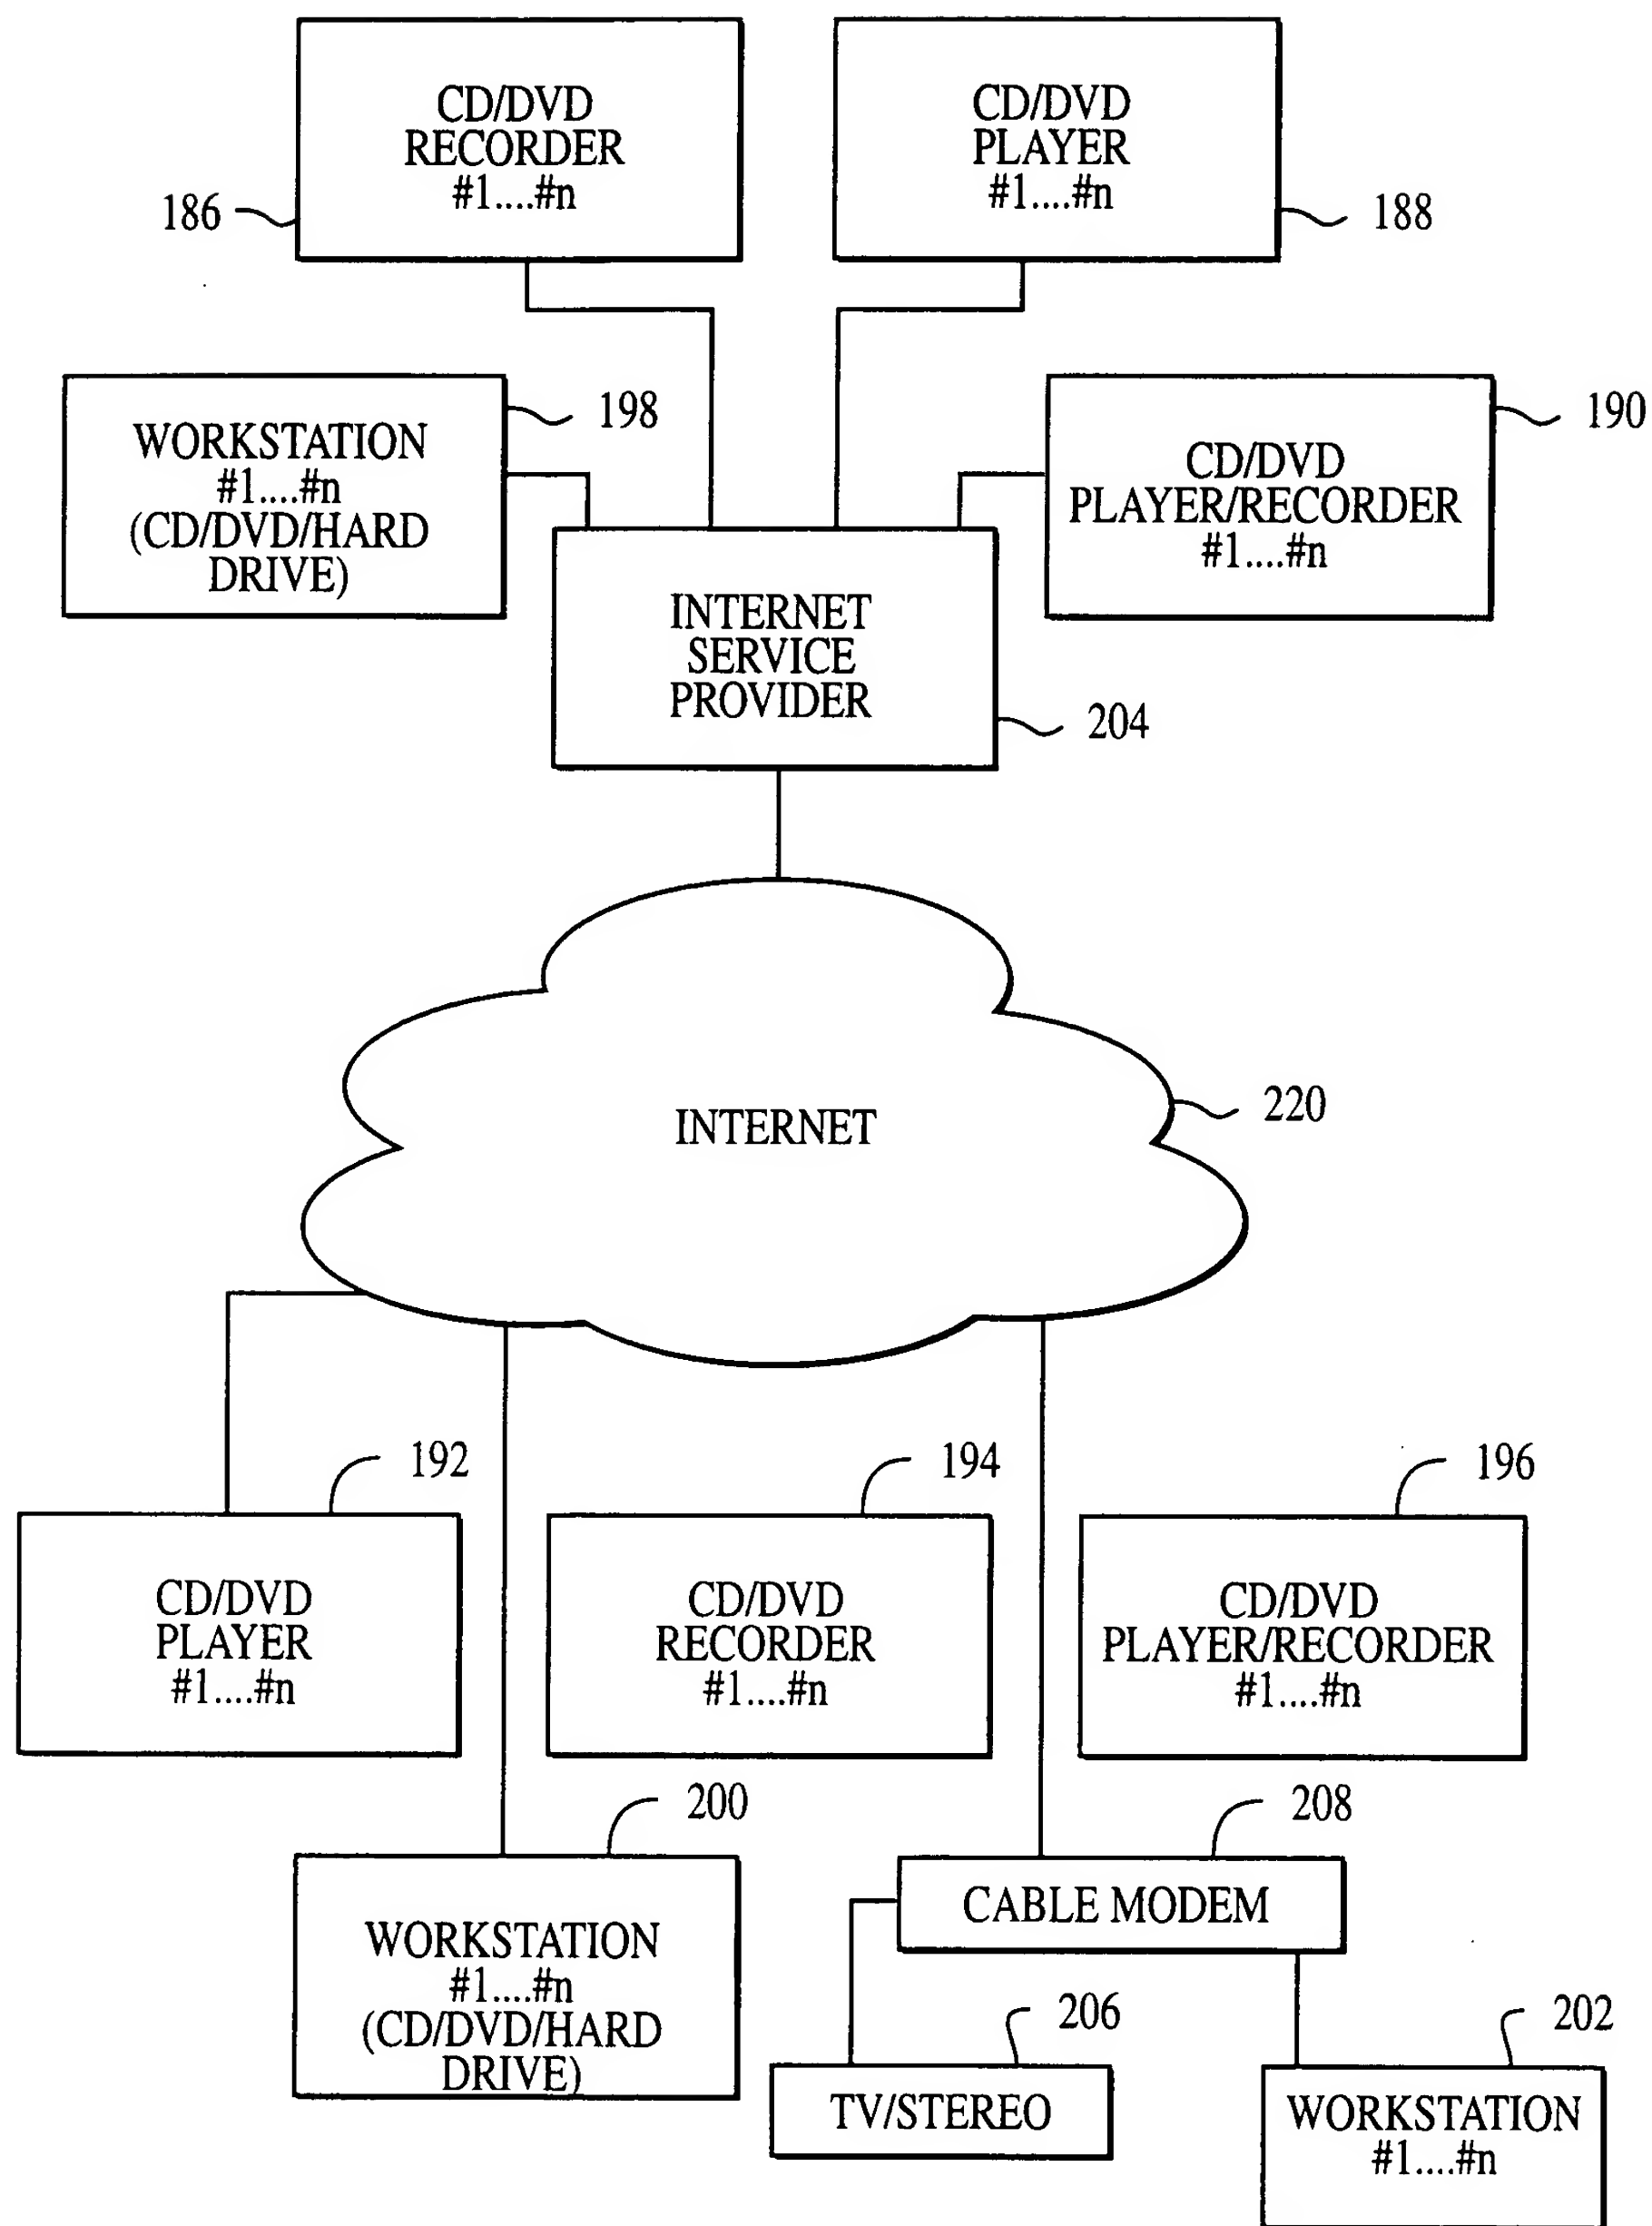 CD/DVD
RECORDER
#1....#n
186
CD/DVD
PLAYER
#1....#n
188
WORKSTATION
#1....#n
(CD/DVD/HARD
DRIVE)
198
CD/DVD
PLAYER/RECORDER
#1....#n
190
INTERNET
SERVICE
PROVIDER
204
INTERNET
220
192
CD/DVD
PLAYER
#1....#n
194
CD/DVD
RECORDER
#1....#n
196
CD/DVD
PLAYER/RECORDER
#1....#n
200
WORKSTATION
#1....#n
(CD/DVD/HARD
DRIVE)
208
CABLE MODEM
206
TV/STEREO
202
WORKSTATION
#1....#n